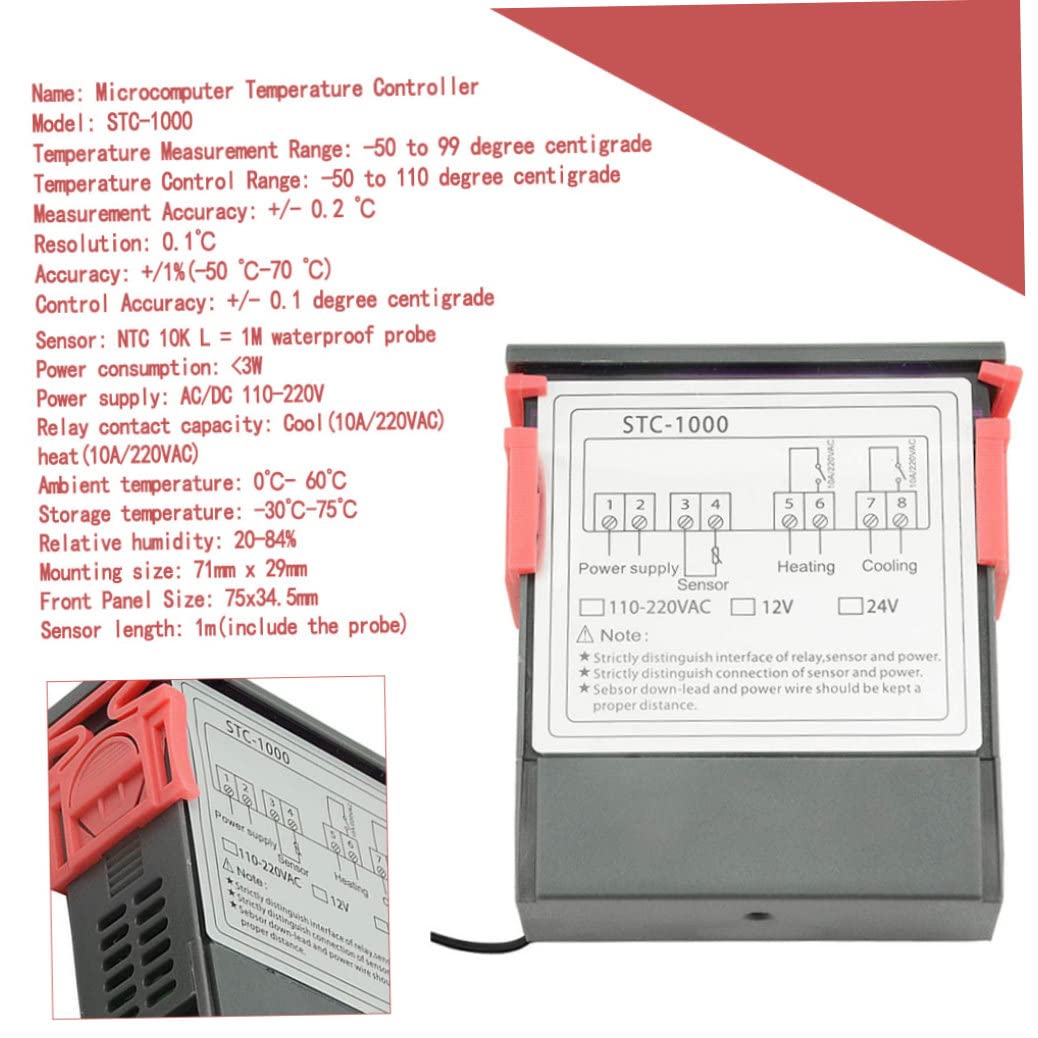 Name: Microcomputer Temperature Controller
Model: STC-1000
Temperature Measurement Range: -50 to 99 degree centigrade
Temperature Control Range: -50 to 110 degree centigrade
Measurement Accuracy: +/- 0.2 °C
Resolution: 0.1°C
Accuracy: +/1%(-50 °C-70 °C)
Control Accuracy: +/- 0.1 degree centigrade
Sensor: NTC 10K L = 1M waterproof probe
Power consumption: <3W
Power supply: AC/DC 110-220V
Relay contact capacity: Cool(10A/220VAC)
heat(10A/220VAC)
Ambient temperature: 0°C- 60°C
Storage temperature: -30°C-75°C
Relative humidity: 20-84%
Mounting size: 71mm x 29mm
Front Panel Size: 75x34.5mm
Sensor length: 1m(include the probe)
STC-1000
10A/220VAC 10A/220VAC
1 2 3 4 5 6 7 8
Power supply Sensor Heating Cooling
110-220VAC 12V 24V
Note:
★ Strictly distinguish interface of relay,sensor and power.
★ Strictly distinguish connection of sensor and power.
★ Sebsor down-lead and power wire should be kept a
proper distance.
STC-1000
1 2 3 4 5 6 7
Power supply Sensor Heating
110-220VAC 12V
Note:
★ Strictly distinguish interface of relay,sens
★ Strictly distinguish connection of sensor
★ Sebsor down-lead and power wire shou
proper distance.